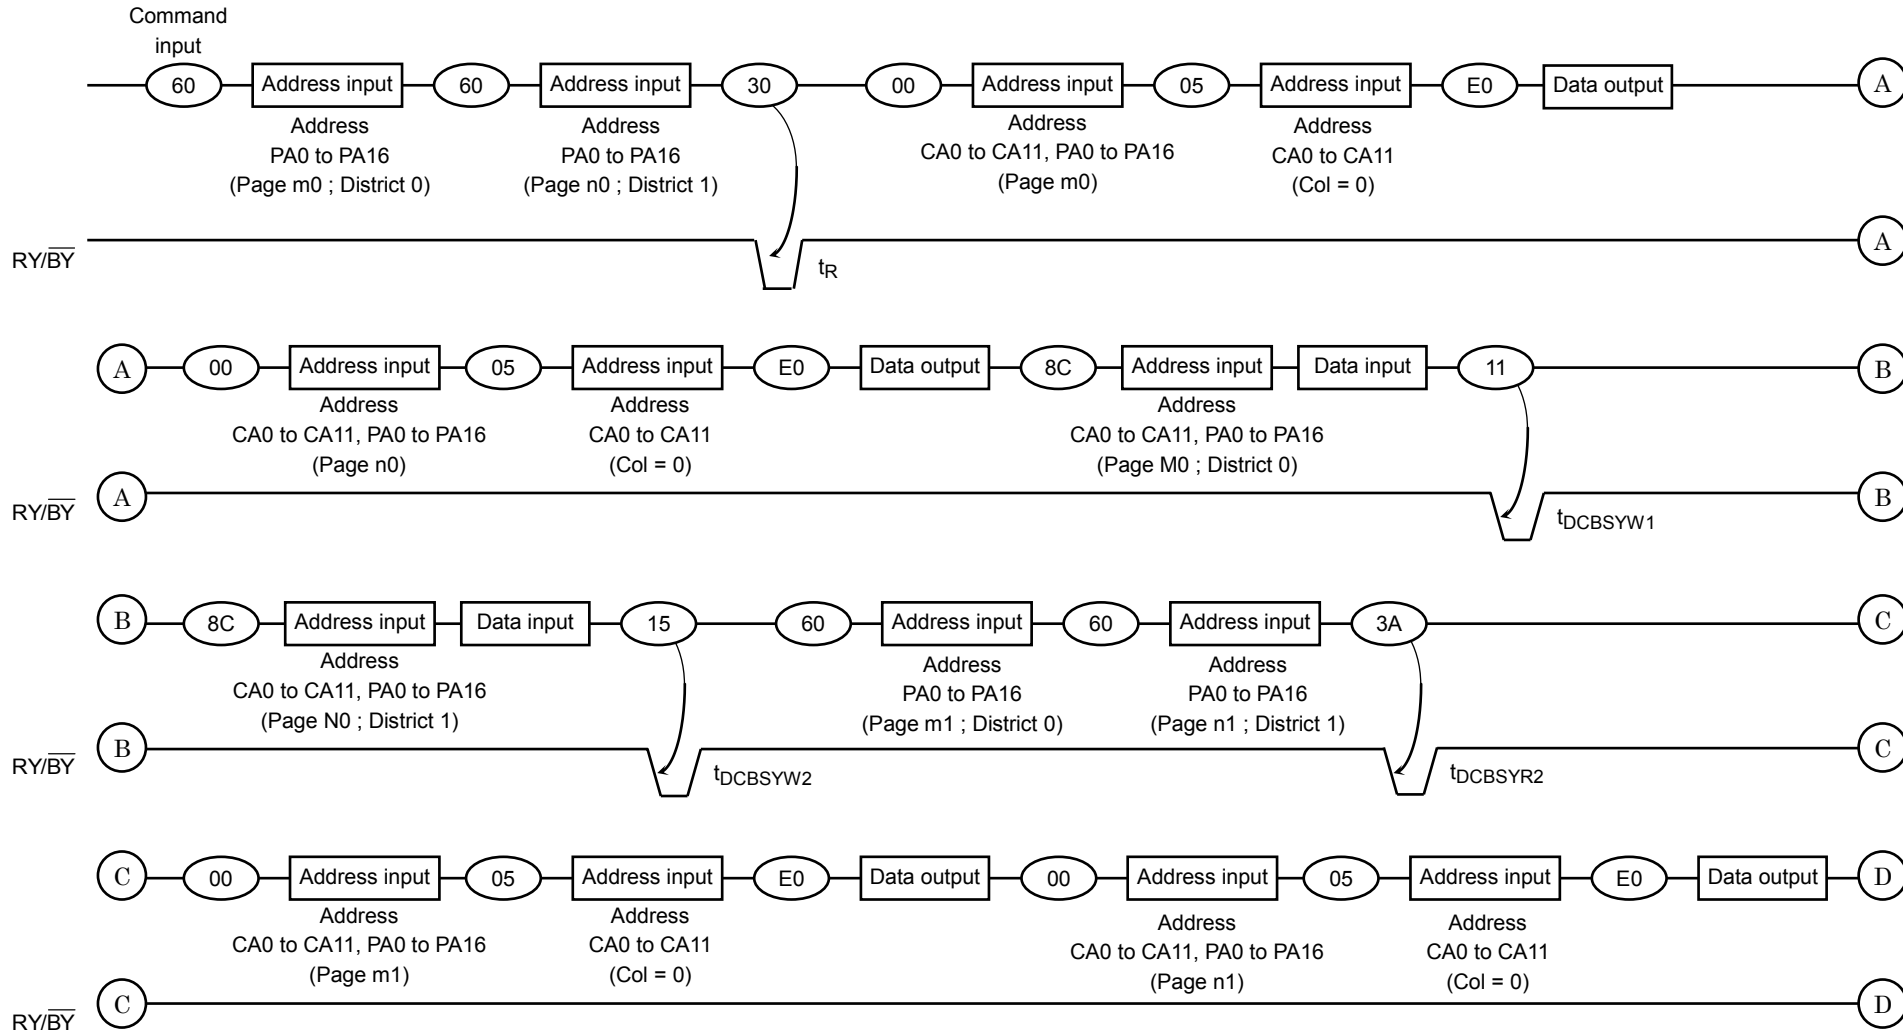 Command
input
60 Address input 60 Address input 30 00 Address input 05 Address input E0 Data output A
Address Address Address Address
PA0 to PA16 PA0 to PA16 CA0 to CA11, PA0 to PA16 CA0 to CA11
(Page m0 ; District 0) (Page n0 ; District 1) (Page m0) (Col = 0)
RY/BY tR A
A 00 Address input 05 Address input E0 Data output 8C Address input Data input 11 B
Address Address Address
CA0 to CA11, PA0 to PA16 CA0 to CA11 CA0 to CA11, PA0 to PA16
(Page n0) (Col = 0) (Page M0 ; District 0)
RY/BY A tDCBSYW1 B
B 8C Address input Data input 15 60 Address input 60 Address input 3A C
Address Address Address
CA0 to CA11, PA0 to PA16 PA0 to PA16 PA0 to PA16
(Page N0 ; District 1) (Page m1 ; District 0) (Page n1 ; District 1)
RY/BY B tDCBSYW2 tDCBSYR2 C
C 00 Address input 05 Address input E0 Data output 00 Address input 05 Address input E0 Data output D
Address Address Address Address
CA0 to CA11, PA0 to PA16 CA0 to CA11 CA0 to CA11, PA0 to PA16 CA0 to CA11
(Page m1) (Col = 0) (Page n1) (Col = 0)
RY/BY C D